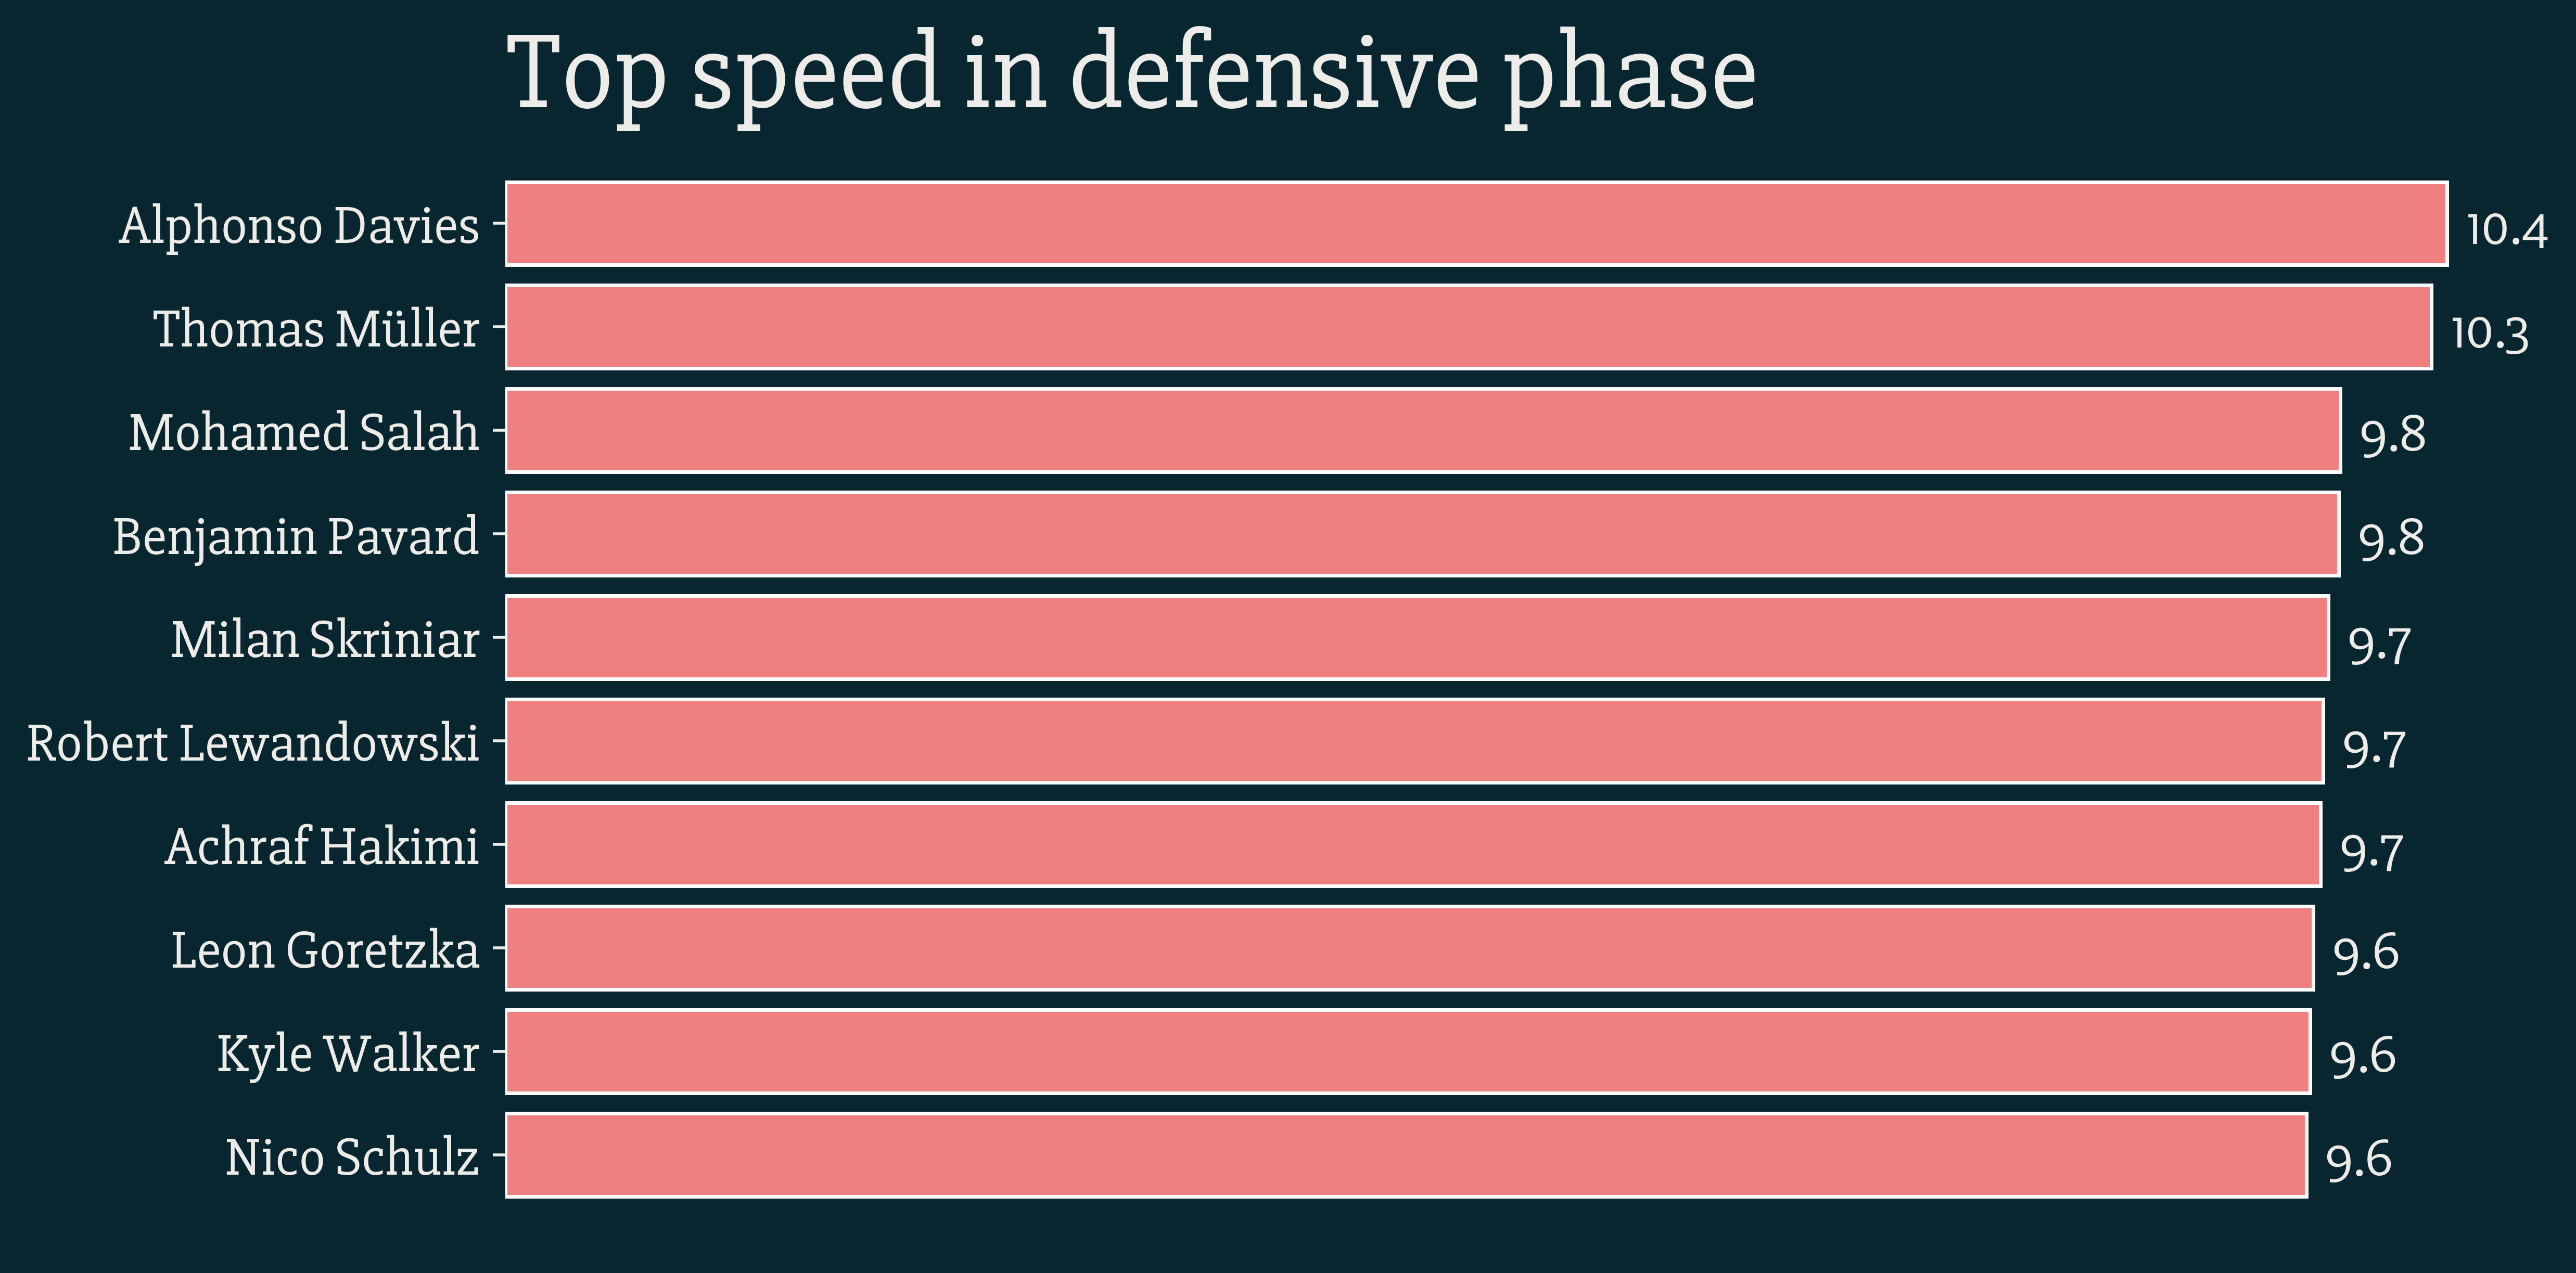 Top speed in defensive phase
Alphonso Davies 10.4
Thomas Müller 10.3
Mohamed Salah 9.8
Benjamin Pavard 9.8
Milan Skriniar 9.7
Robert Lewandowski 9.7
Achraf Hakimi 9.7
Leon Goretzka 9.6
Kyle Walker 9.6
Nico Schulz 9.6